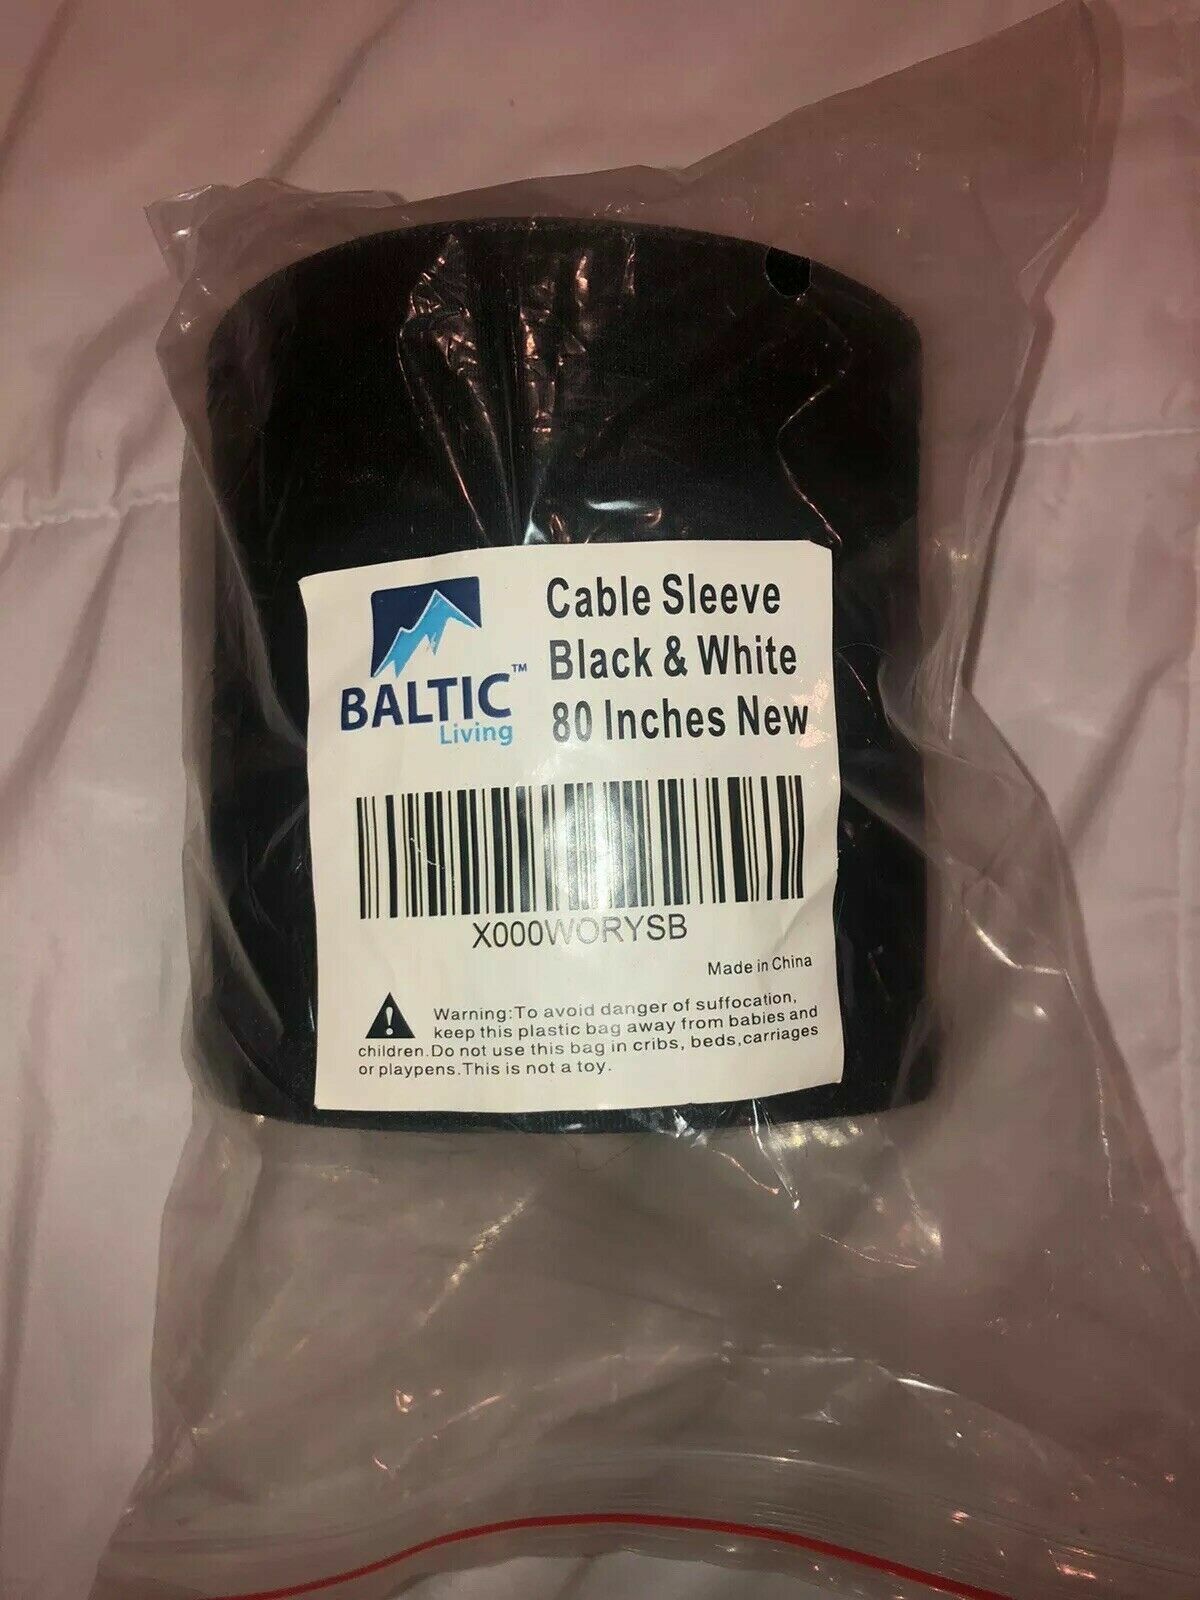 BALTIC™
Living
Cable Sleeve
Black & White
80 Inches New
X000WORYSB
Made in China
Warning:To avoid danger of suffocation,
keep this plastic bag away from babies and
children.Do not use this bag in cribs, beds,carriages
or playpens.This is not a toy.